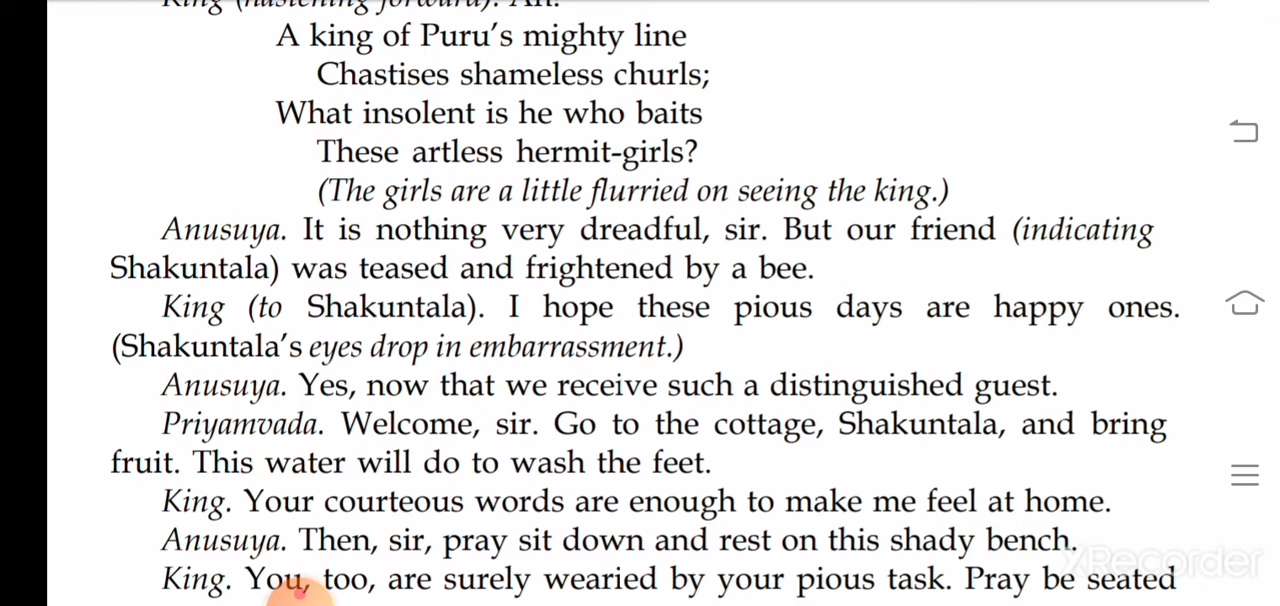 King (hastening forward). Ah!
A king of Puru's mighty line
Chastises shameless churls;
What insolent is he who baits
These artless hermit-girls?
(The girls are a little flurried on seeing the king.)
Anusuya. It is nothing very dreadful, sir. But our friend (indicating
Shakuntala) was teased and frightened by a bee.
King (to Shakuntala). I hope these pious days are happy ones.
(Shakuntala's eyes drop in embarrassment.)
Anusuya. Yes, now that we receive such a distinguished guest.
Priyamvada. Welcome, sir. Go to the cottage, Shakuntala, and bring
fruit. This water will do to wash the feet.
King. Your courteous words are enough to make me feel at home.
Anusuya. Then, sir, pray sit down and rest on this shady bench.
XRecorder
King. You, too, are surely wearied by your pious task. Pray be seated